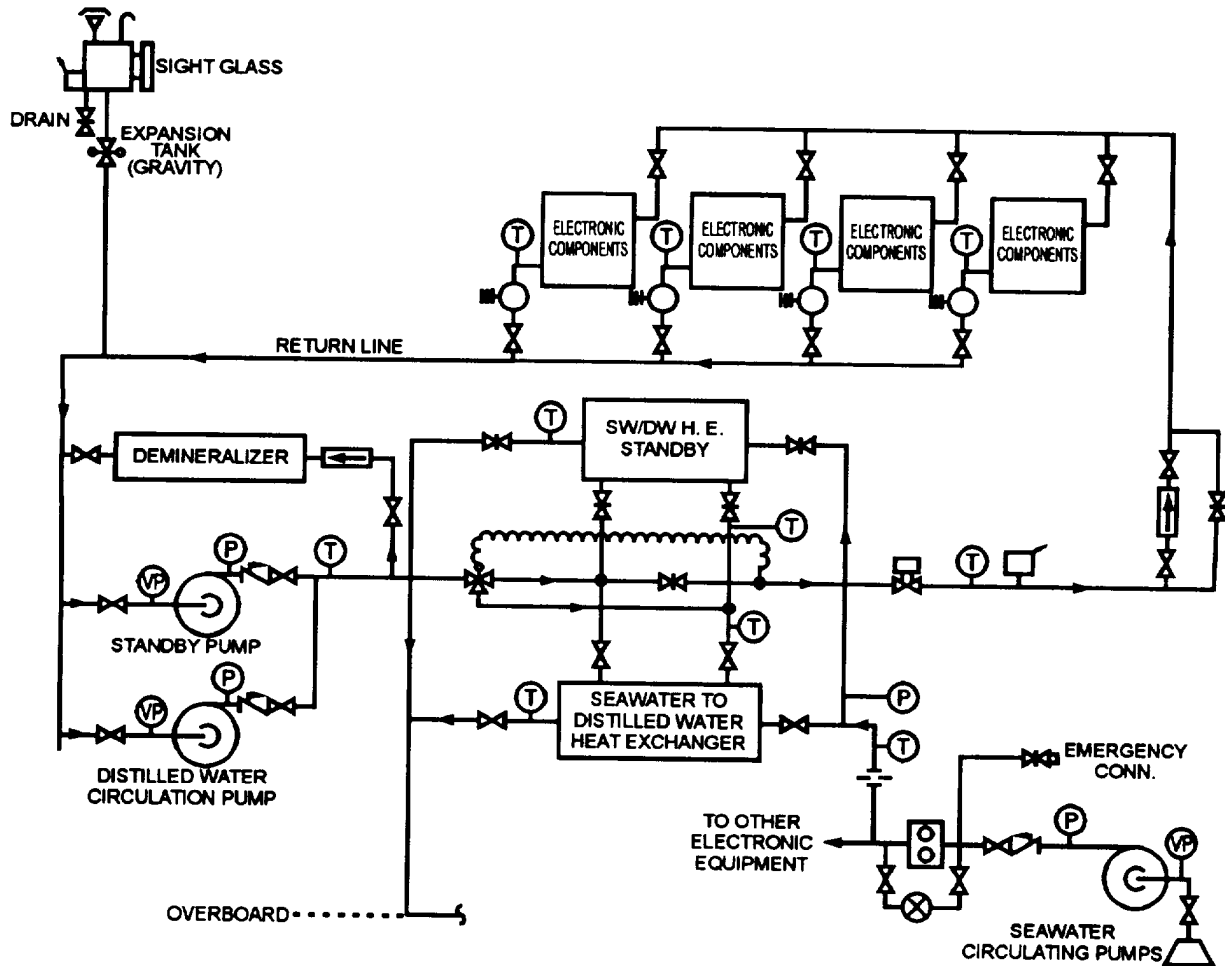 SIGHT GLASS
DRAIN
EXPANSION
TANK
(GRAVITY)
ELECTRONIC
COMPONENTS
ELECTRONIC
COMPONENTS
ELECTRONIC
COMPONENTS
ELECTRONIC
COMPONENTS
T
T
T
T
RETURN LINE
T
SW/DW H. E.
STANDBY
DEMINERALIZER
T
P
T
VP
T
STANDBY PUMP
T
P
VP
T
SEAWATER TO
DISTILLED WATER
HEAT EXCHANGER
P
T
DISTILLED WATER
CIRCULATION PUMP
EMERGENCY
CONN.
TO OTHER
ELECTRONIC
EQUIPMENT
P
VP
OVERBOARD
SEAWATER
CIRCULATING PUMPS